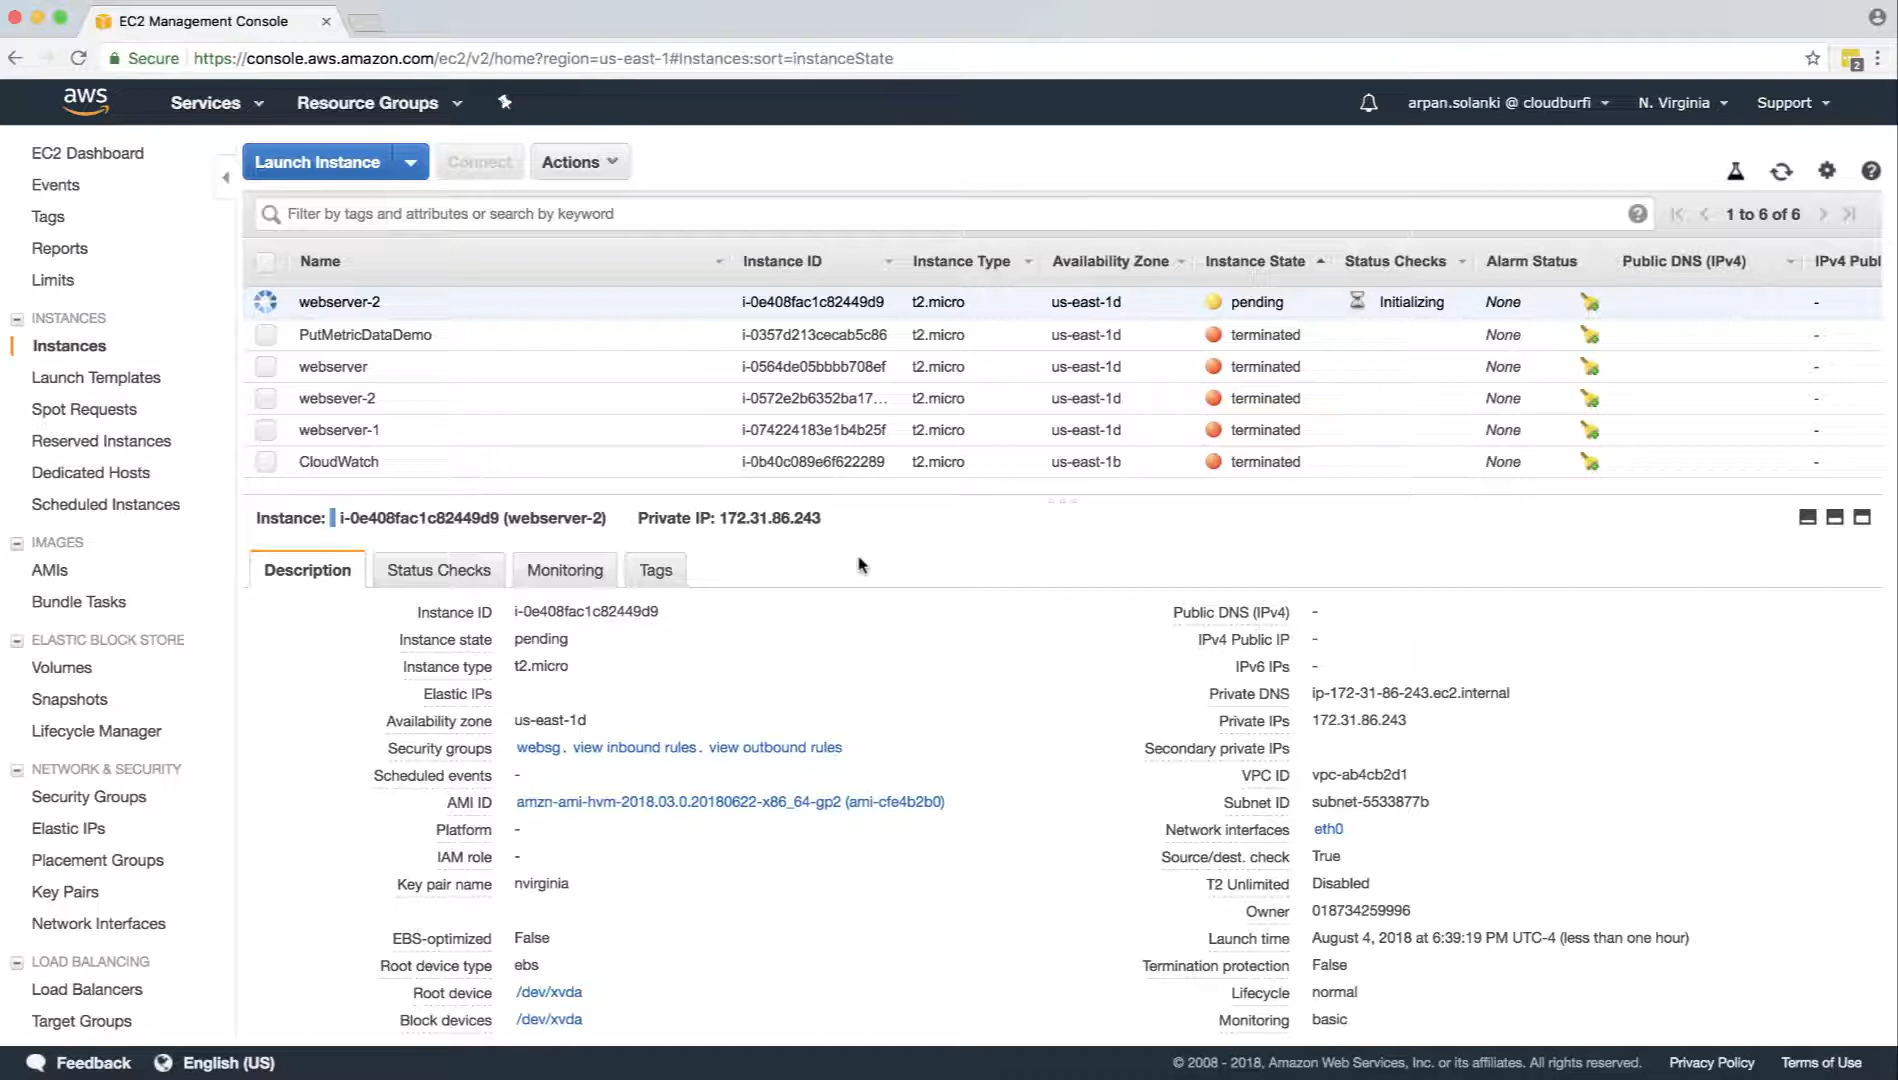 EC2 Management Console
Secure https://console.aws.amazon.com/ec2/v2/home?region=us-east-1#Instances:sort=instanceState
2
aws Services Resource Groups arpan.solanki @ cloudburfi N. Virginia Support
EC2 Dashboard
Events
Tags
Reports
Limits
INSTANCES
Instances
Launch Templates
Spot Requests
Reserved Instances
Dedicated Hosts
Scheduled Instances
IMAGES
AMIs
Bundle Tasks
ELASTIC BLOCK STORE
Volumes
Snapshots
Lifecycle Manager
NETWORK & SECURITY
Security Groups
Elastic IPs
Placement Groups
Key Pairs
Network Interfaces
LOAD BALANCING
Load Balancers
Target Groups
Launch Instance Connect Actions
Filter by tags and attributes or search by keyword 1 to 6 of 6
Name Instance ID Instance Type Availability Zone Instance State Status Checks Alarm Status Public DNS (IPv4) IPv4 Publ
webserver-2 i-0e408fac1c82449d9 t2.micro us-east-1d pending Initializing None -
PutMetricDataDemo i-0357d213cecab5c86 t2.micro us-east-1d terminated None -
webserver i-0564de05bbbb708ef t2.micro us-east-1d terminated None -
websever-2 i-0572e2b6352ba17... t2.micro us-east-1d terminated None -
webserver-1 i-074224183e1b4b25f t2.micro us-east-1d terminated None -
CloudWatch i-0b40c089e6f622289 t2.micro us-east-1b terminated None -
Instance: i-0e408fac1c82449d9 (webserver-2) Private IP: 172.31.86.243
Description Status Checks Monitoring Tags
Instance ID i-0e408fac1c82449d9 Public DNS (IPv4) -
Instance state pending IPv4 Public IP -
Instance type t2.micro IPv6 IPs -
Elastic IPs Private DNS ip-172-31-86-243.ec2.internal
Availability zone us-east-1d Private IPs 172.31.86.243
Security groups websg. view inbound rules. view outbound rules Secondary private IPs
Scheduled events - VPC ID vpc-ab4cb2d1
AMI ID amzn-ami-hvm-2018.03.0.20180622-x86_64-gp2 (ami-cfe4b2b0) Subnet ID subnet-5533877b
Platform - Network interfaces eth0
IAM role - Source/dest. check True
Key pair name nvirginia T2 Unlimited Disabled
Owner 018734259996
EBS-optimized False Launch time August 4, 2018 at 6:39:19 PM UTC-4 (less than one hour)
Root device type ebs Termination protection False
Root device /dev/xvda Lifecycle normal
Block devices /dev/xvda Monitoring basic
Feedback English (US) © 2008 - 2018, Amazon Web Services, Inc. or its affiliates. All rights reserved. Privacy Policy Terms of Use